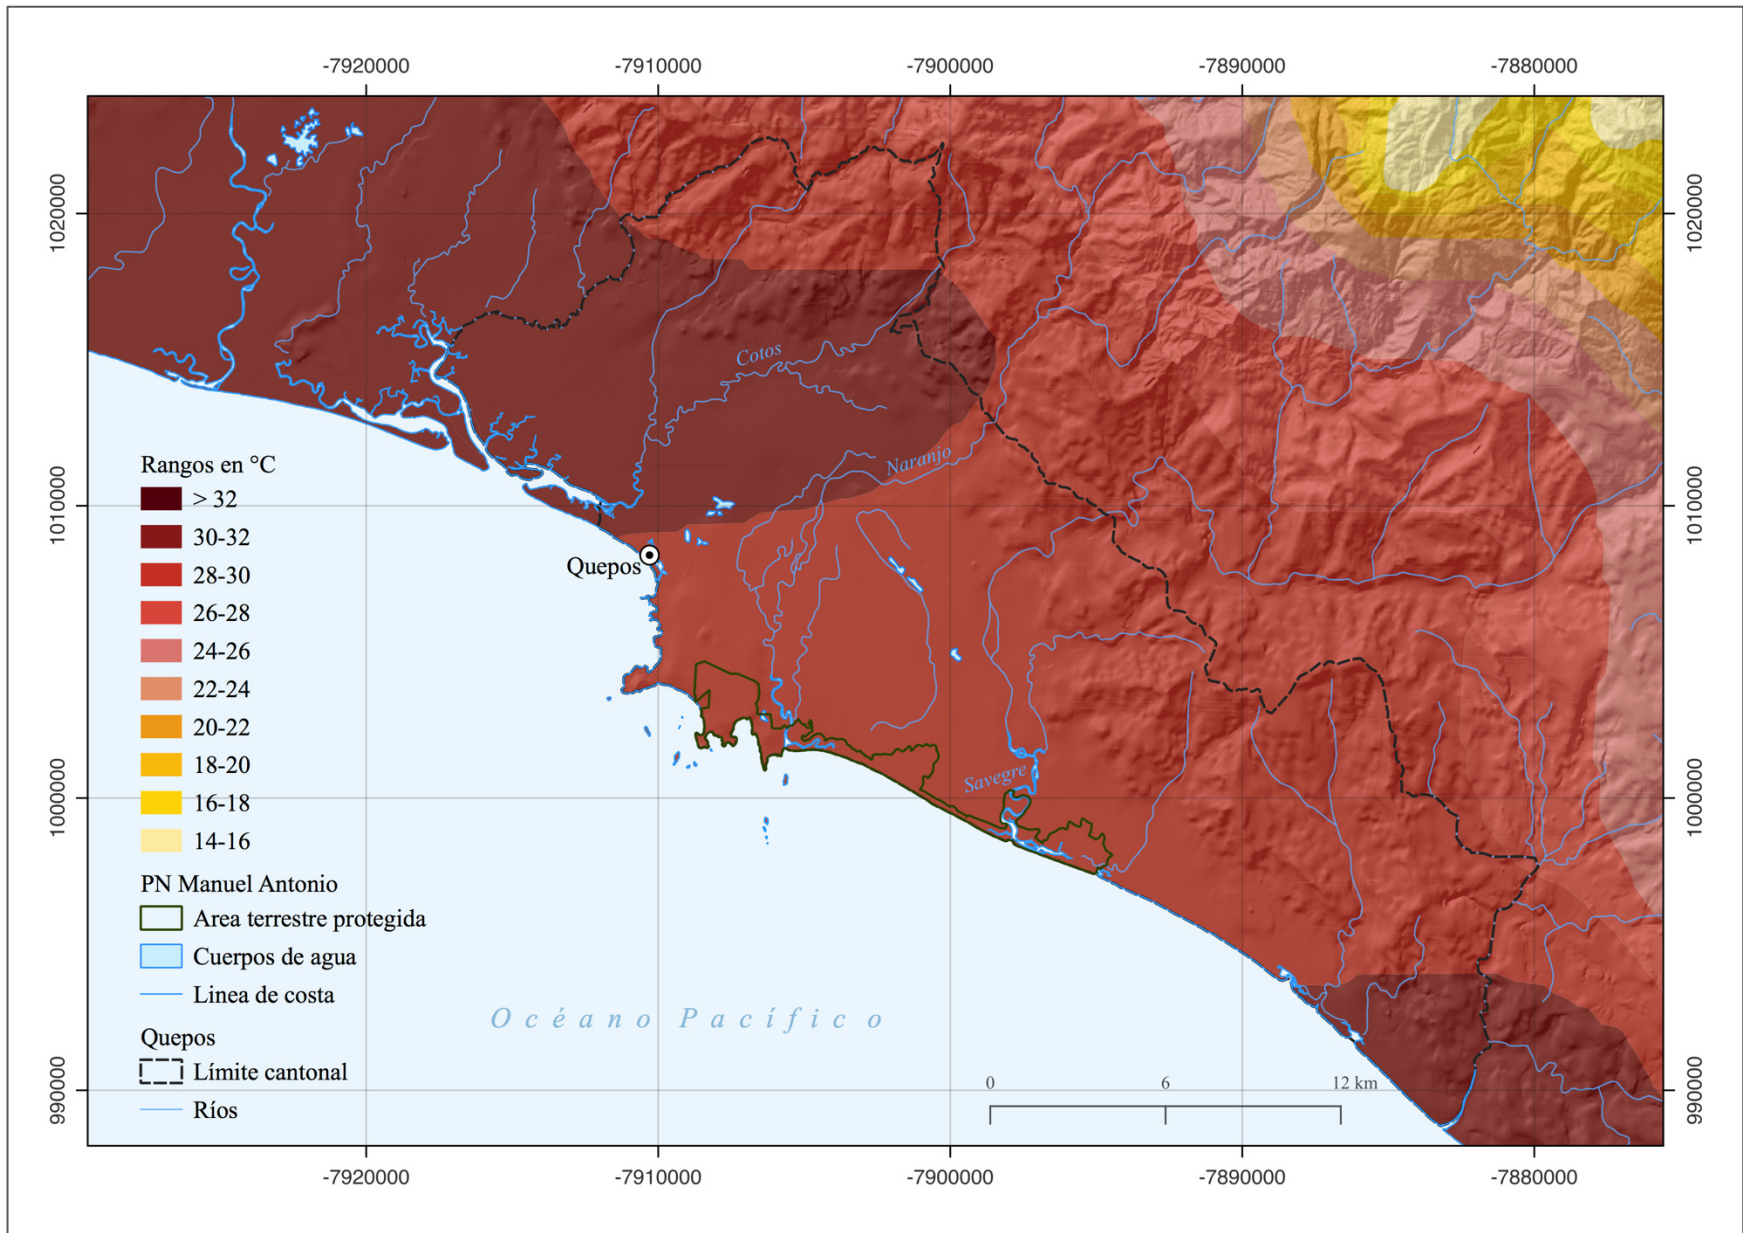 -7920000 -7910000 -7900000 -7890000 -7880000
1020000 1020000
Cotos
Naranjo
1010000 1010000
Quepos
Savegre
1000000 1000000
Rangos en °C
> 32
30-32
28-30
26-28
24-26
22-24
20-22
18-20
16-18
14-16
PN Manuel Antonio
Area terrestre protegida
Cuerpos de agua
Linea de costa
Quepos
Límite cantonal
Ríos
Océano Pacífico
0 6 12 km
990000 990000
-7920000 -7910000 -7900000 -7890000 -7880000